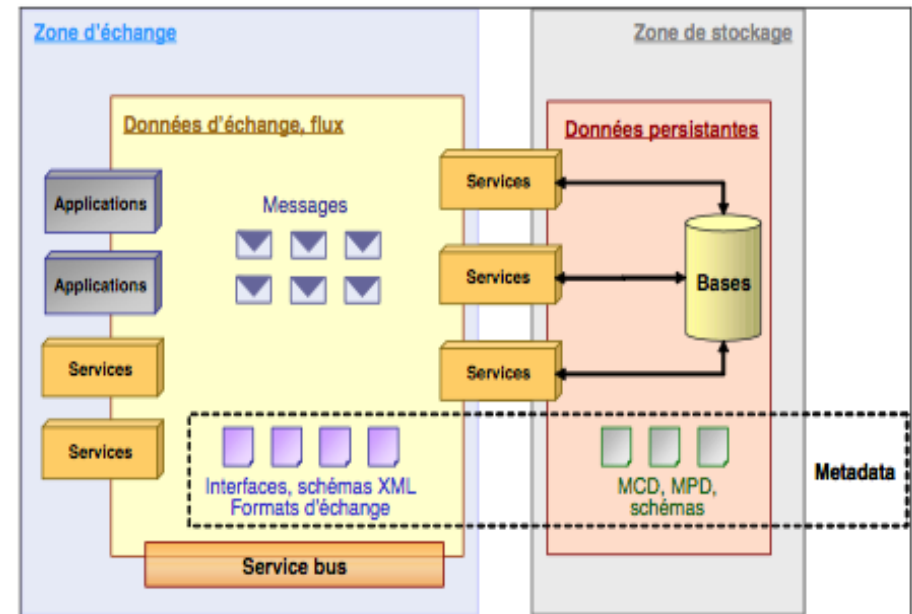 Zone d'échange
Zone de stockage
Données d'échange, flux
Données persistantes
Applications
Messages
Services
Applications
Services
Bases
Services
Services
Services
Interfaces, schémas XML
Formats d'échange
MCD, MPD,
schémas
Metadata
Service bus